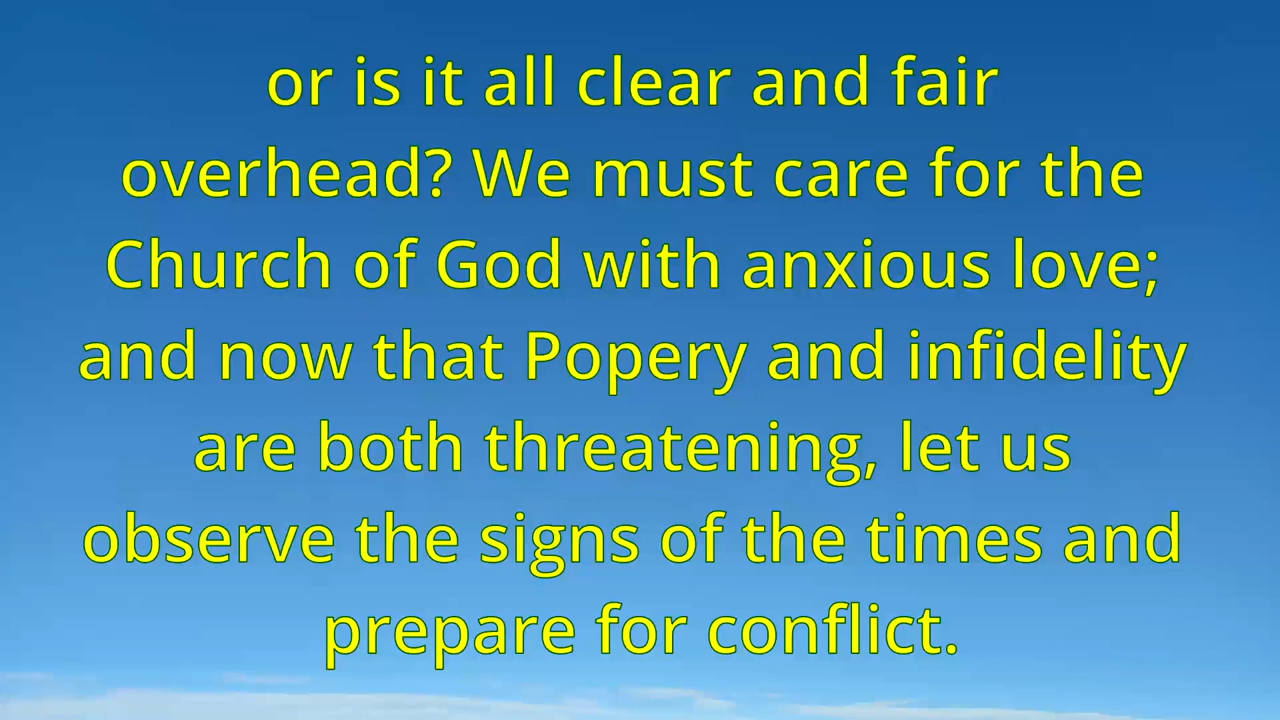 or is it all clear and fair
overhead? We must care for the
Church of God with anxious love;
and now that Popery and infidelity
are both threatening, let us
observe the signs of the times and
prepare for conflict.